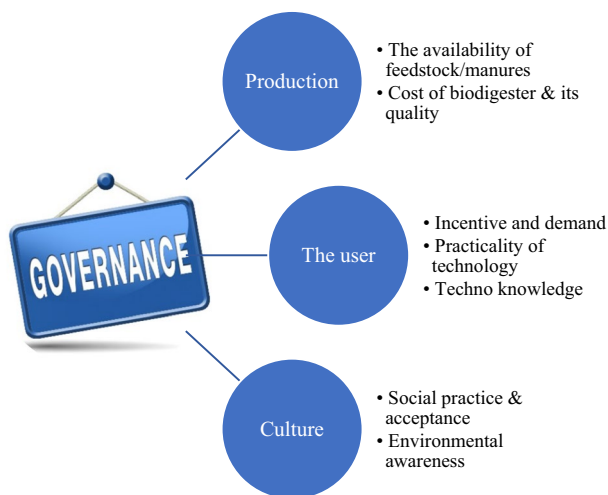 GOVERNANCE
Production
• The availability of
feedstock/manures
• Cost of biodigester & its
quality
The user
• Incentive and demand
• Practicality of
technology
• Techno knowledge
Culture
• Social practice &
acceptance
• Environmental
awareness